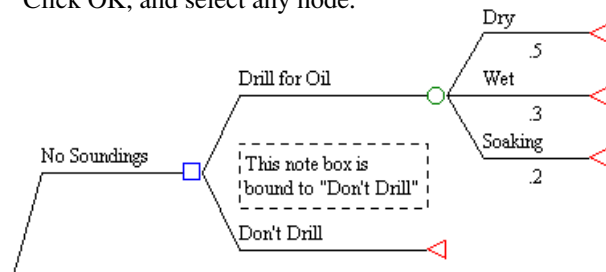 Click OK, and select any node.
Dry
.5
Drill for Oil
Wet
.3
No Soundings
This note box is
bound to "Don't Drill"
Soaking
.2
Don't Drill